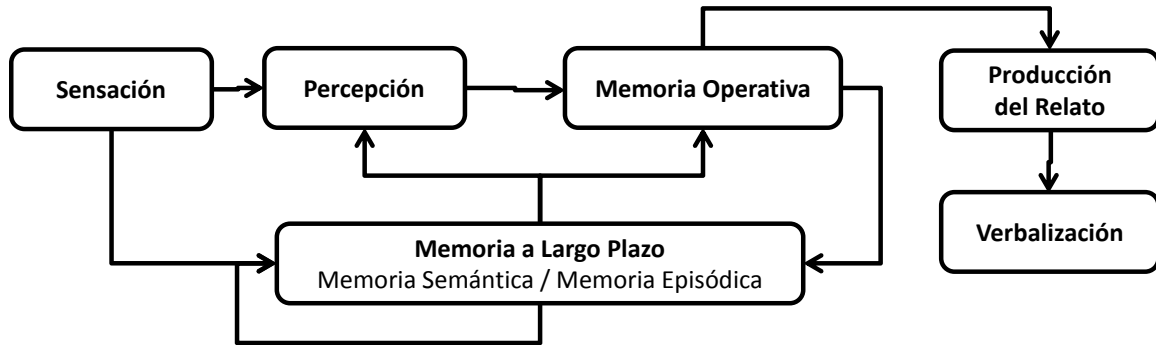 Sensación
Percepción
Memoria Operativa
Producción
del Relato
Memoria a Largo Plazo
Memoria Semántica / Memoria Episódica
Verbalización